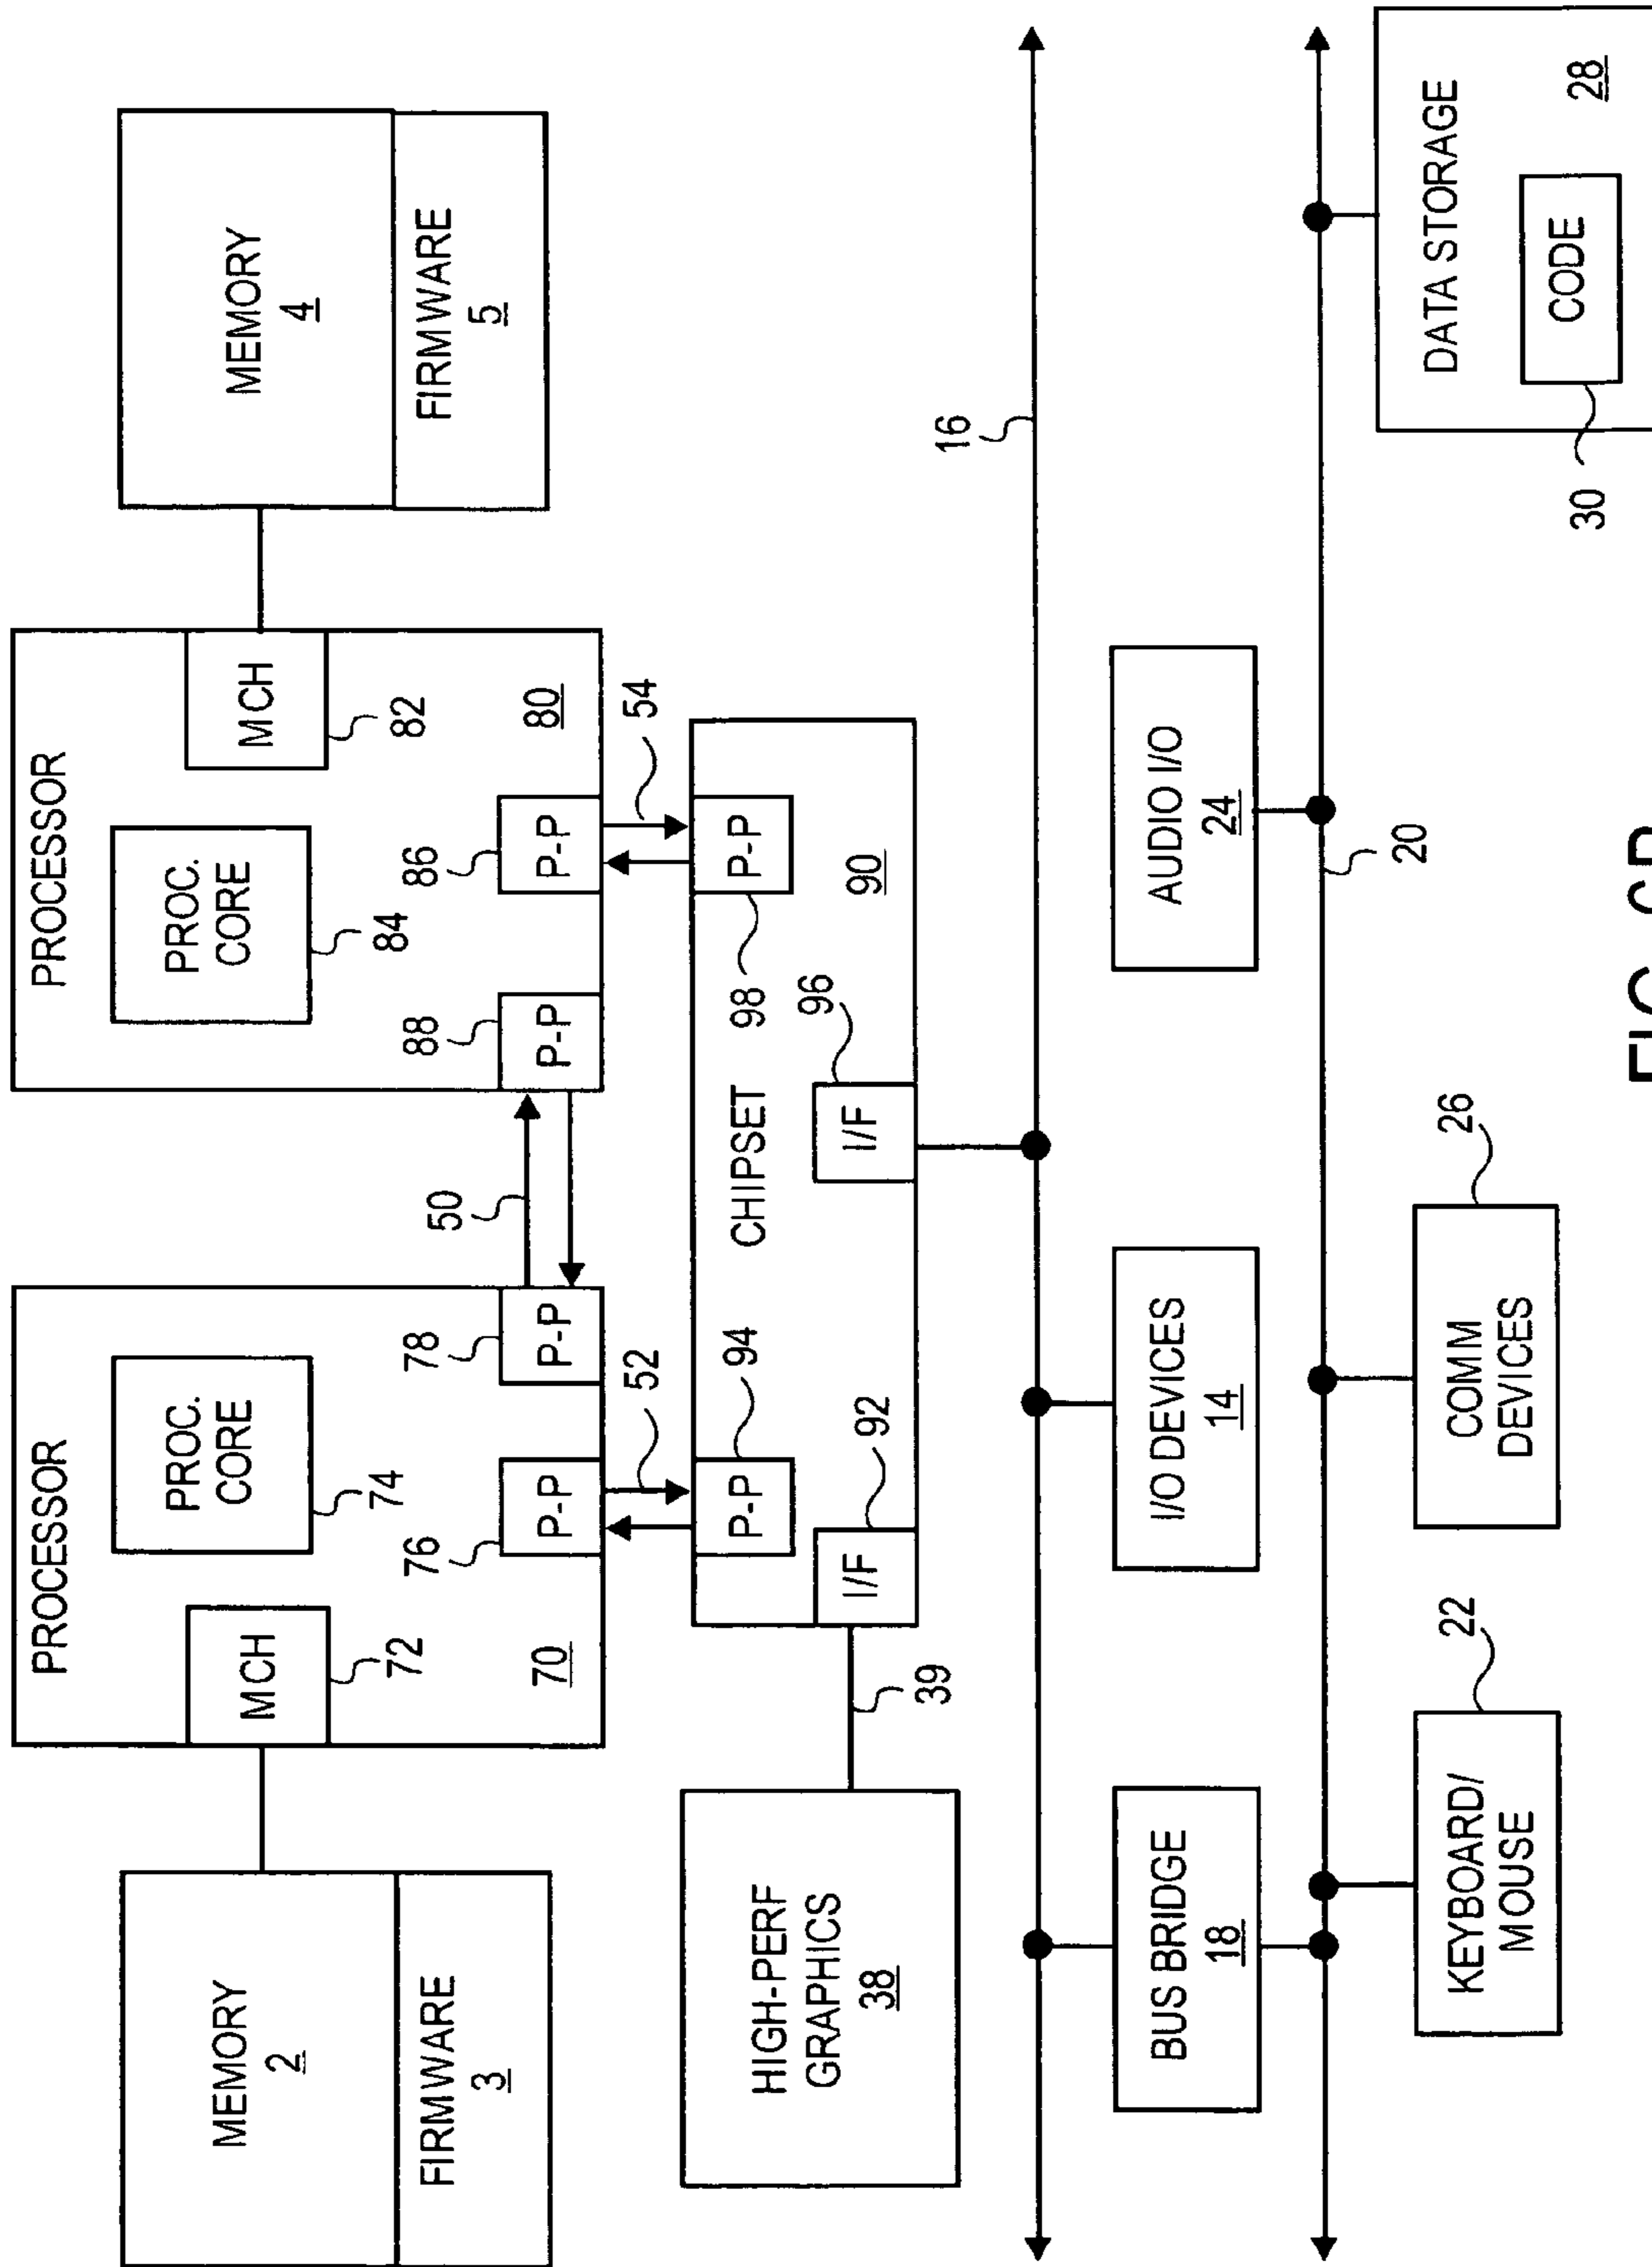 PROCESSOR
PROCESSOR
MEMORY
2
FIRMWARE
3
MCH
72
PROC.
CORE
74
70
76
P-P
78
P-P
50
88
P-P
PROC.
CORE
84
86
P-P
MCH
82
80
MEMORY
4
FIRMWARE
5
52
54
HIGH-PERF
GRAPHICS
38
39
P-P
94
I/F
92
CHIPSET
I/F
96
P-P
98
90
16
BUS BRIDGE
18
I/O DEVICES
14
AUDIO I/O
24
20
KEYBOARD/
MOUSE
22
COMM
DEVICES
26
DATA STORAGE
28
CODE
30
FIG